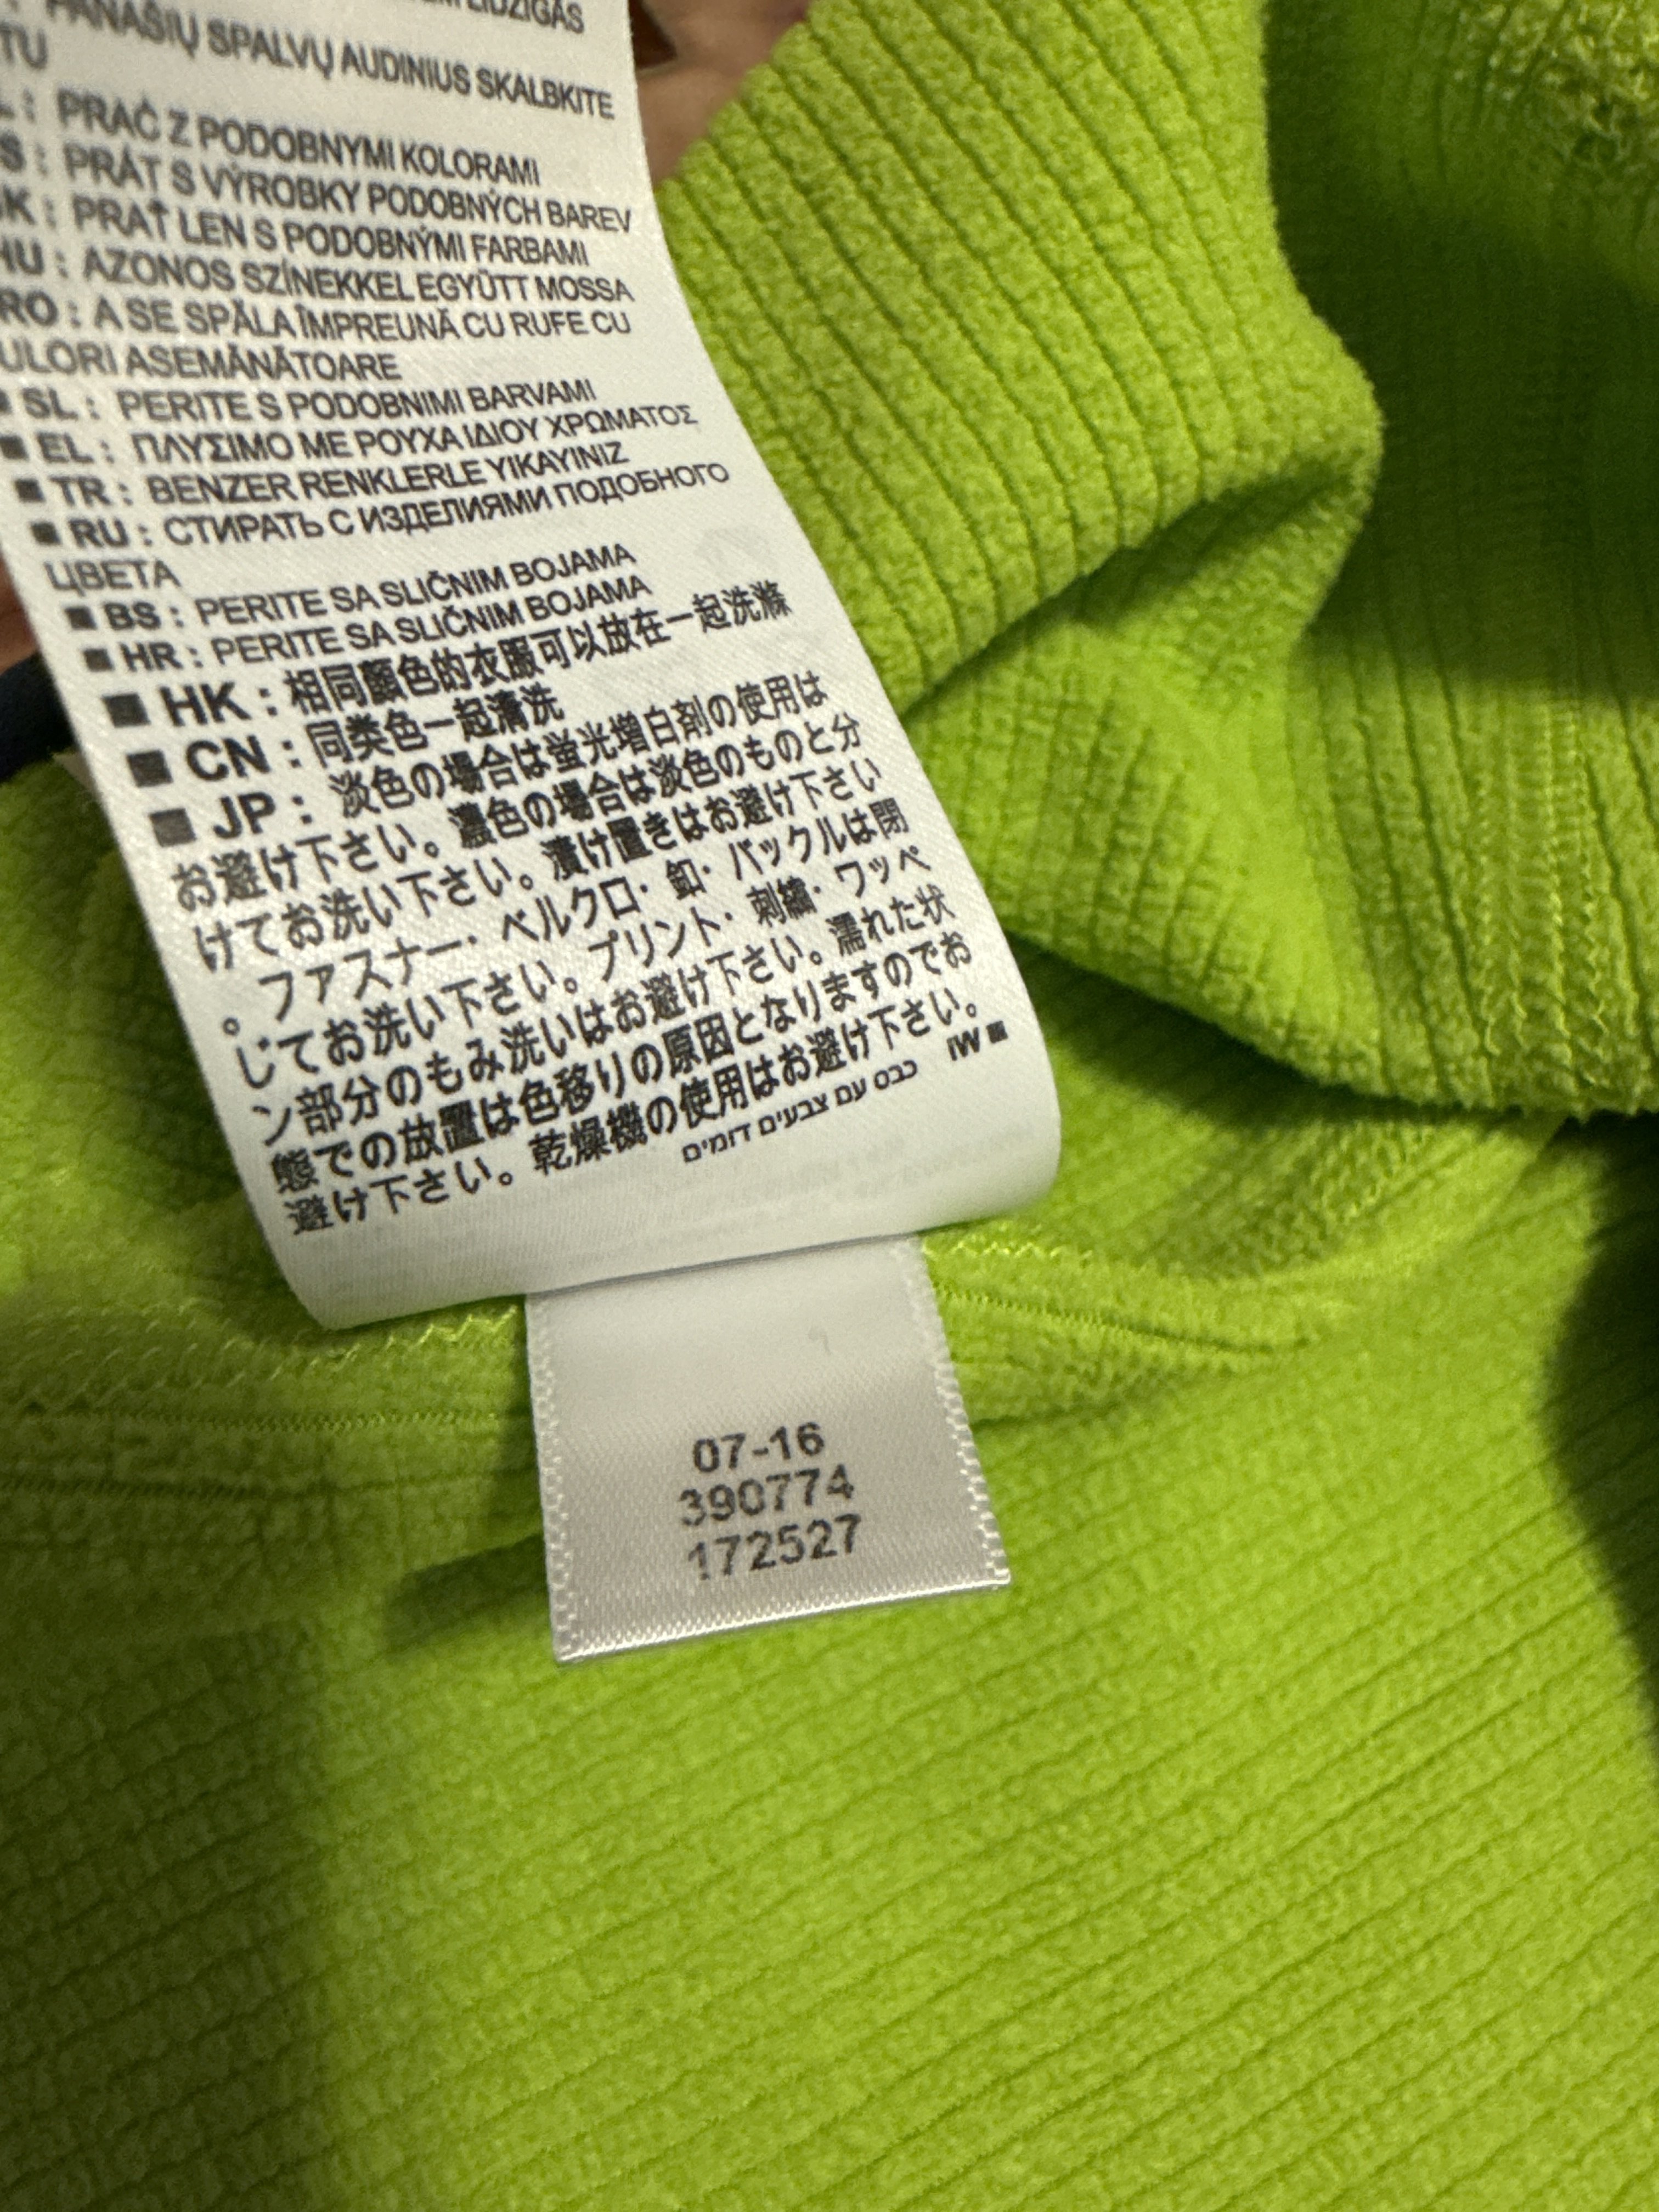 LĪDZĪGĀS
PANAŠIŲ SPALVŲ AUDINIUS SKALBKITE
L : PRAĆ Z PODOBNYMI KOLORAMI
S : PRÁT S VÝROBKY PODOBNÝCH BAREV
K : PRAŤ LEN S PODOBNÝMI FARBAMI
HU : AZONOS SZÍNEKKEL EGYÜTT MOSSA
RO : A SE SPĂLA ÎMPREUNĂ CU RUFE CU
ULORI ASEMĂNĂTOARE
■ SL : PERITE S PODOBNIMI BARVAMI
■ EL : ΠΛΥΣΙΜΟ ΜΕ ΡΟΥΧΑ ΙΔΙΟΥ ΧΡΩΜΑΤΟΣ
■ TR : BENZER RENKLERLE YIKAYINIZ
■ RU : СТИРАТЬ С ИЗДЕЛИЯМИ ПОДОБНОГО
ЦВЕТА
■ BS : PERITE SA SLIČNIM BOJAMA
■ HR : PERITE SA SLIČNIM BOJAMA
■ HK : 相同顏色的衣服可以放在一起洗滌
■ CN : 同类色一起清洗
■ JP : 淡色の場合は蛍光増白剤の使用は
お避け下さい。濃色の場合は淡色のものと分
けてお洗い下さい。漬け置きはお避け下さい
。ファスナー・ベルクロ・釦・バックルは閉
じてお洗い下さい。プリント・刺繍・ワッペ
ン部分のもみ洗いはお避け下さい。濡れた状
態での放置は色移りの原因となりますのでお
避け下さい。乾燥機の使用はお避け下さい。
■ iW כבס עם צבעים דומים
07-16
390774
172527